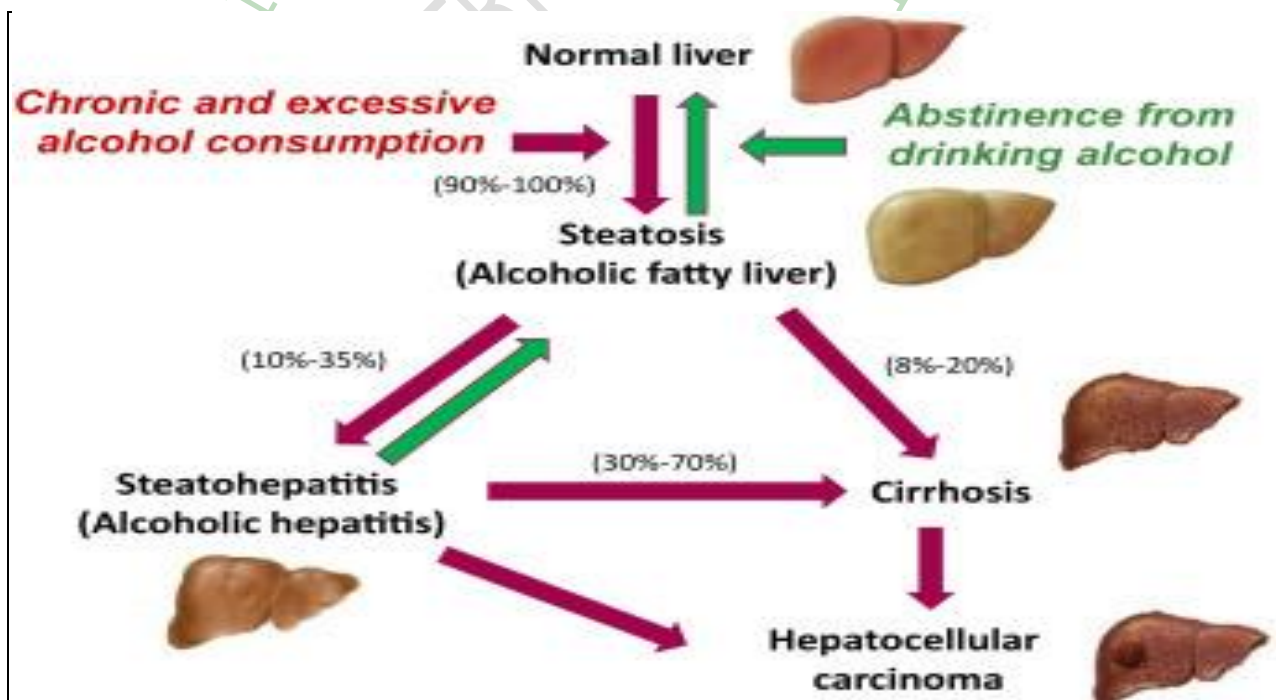 Normal liver
Chronic and excessive
alcohol consumption
Abstinence from
drinking alcohol
(90%-100%)
Steatosis
(Alcoholic fatty liver)
(10%-35%)
(8%-20%)
(30%-70%)
Steatohepatitis
(Alcoholic hepatitis)
Cirrhosis
Hepatocellular
carcinoma